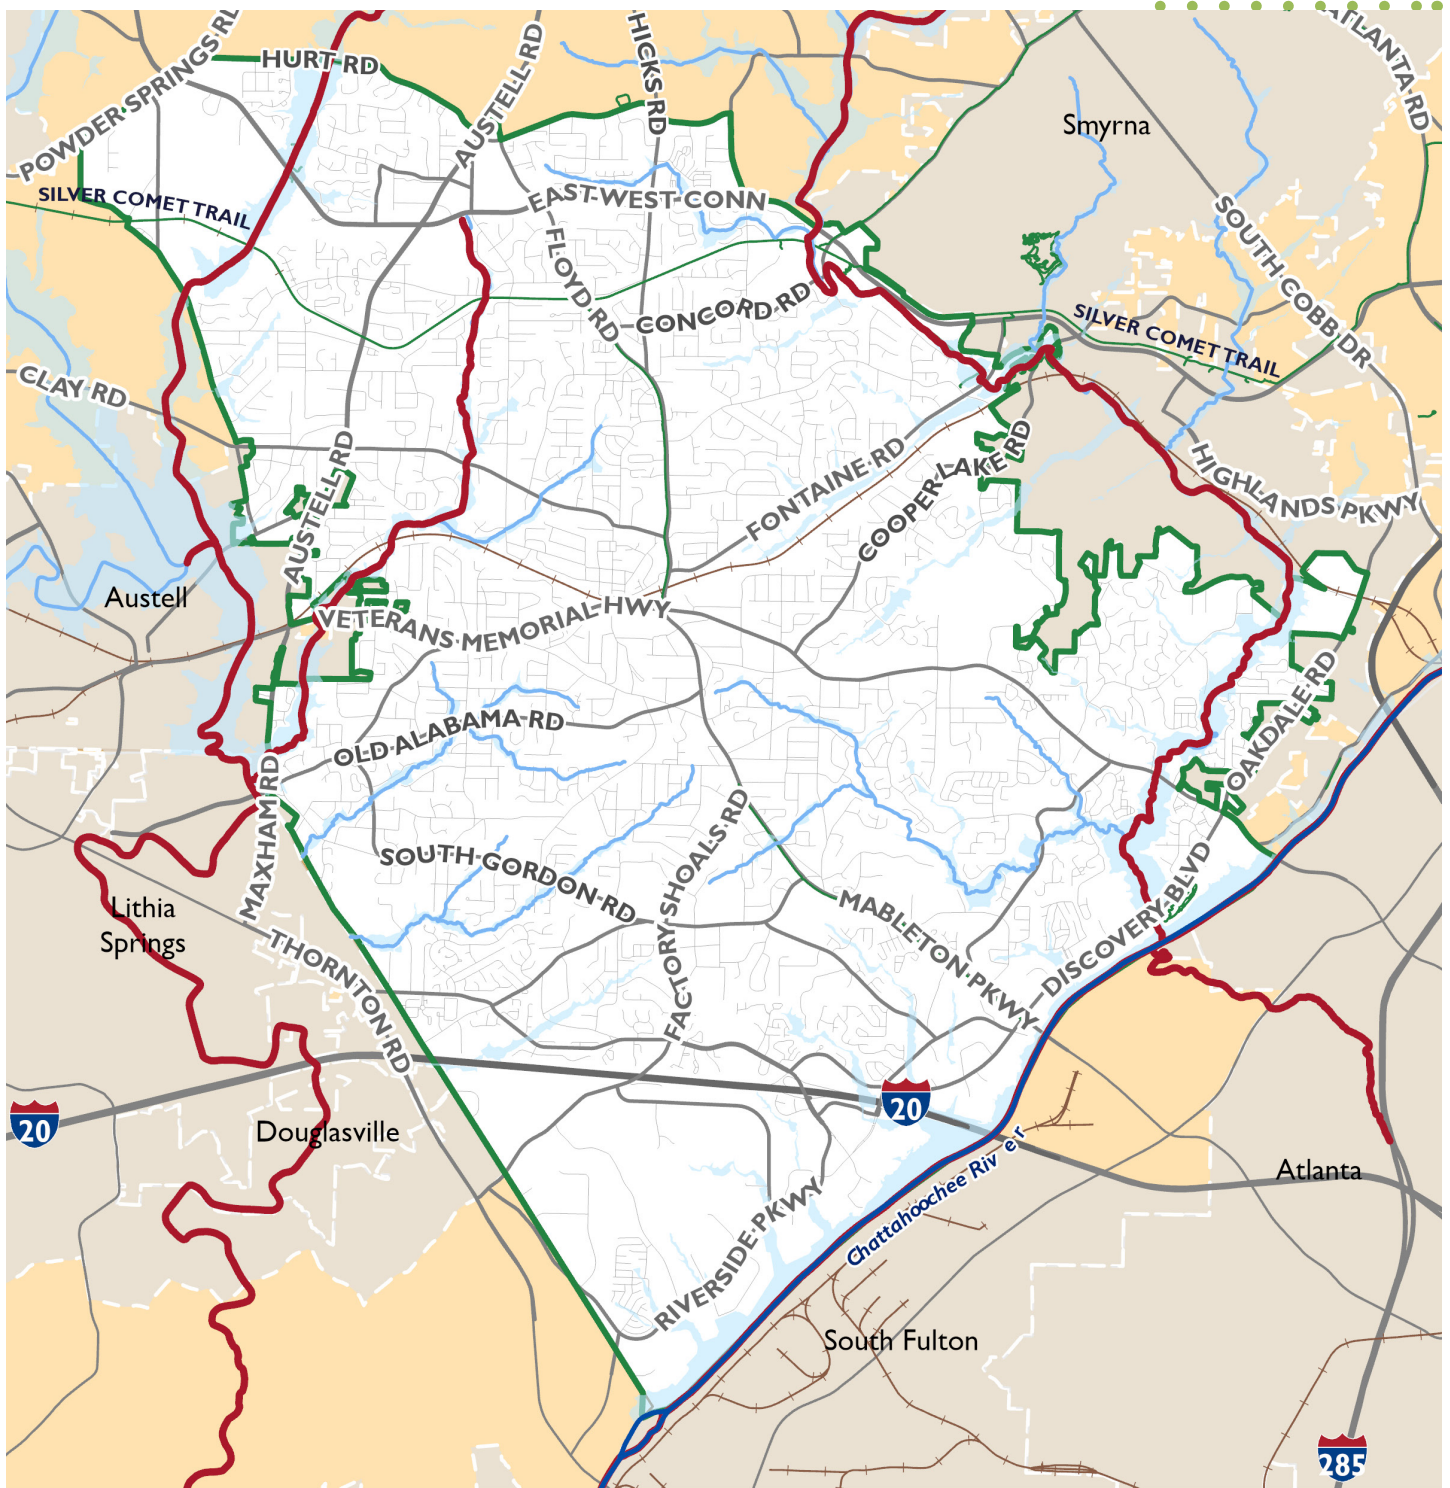 ATLANTA RD
POWDER SPRINGS RD
HURT RD
AUSTELL RD
HICKS RD
Smyrna
SILVER COMET TRAIL
EAST-WEST CONN
SOUTH COBB DR
FLOYD RD
CONCORD RD
SILVER COMET TRAIL
CLAY RD
AUSTELL RD
FONTAINE RD
COOPER LAKE RD
HIGHLANDS PKWY
Austell
VETERANS MEMORIAL HWY
OAKDALE RD
OLD ALABAMA RD
MAXHAM RD
SOUTH GORDON RD
FACTORY SHOALS RD
MABLETON PKWY
DISCOVERY BLVD
Lithia
Springs
THORNTON RD
20
20
Douglasville
Chattahoochee River
Atlanta
RIVERSIDE PKWY
South Fulton
285